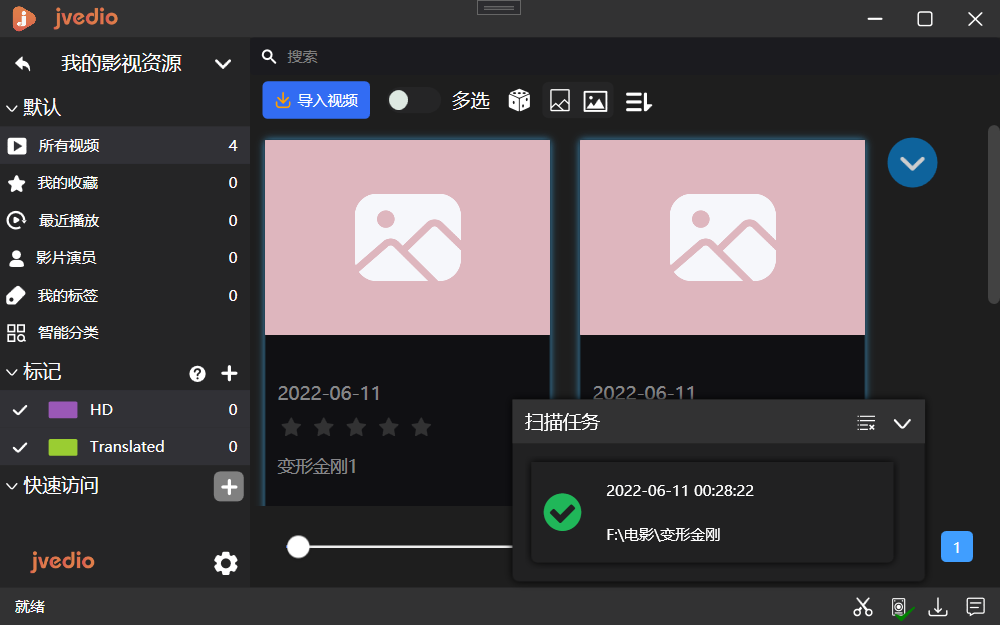 jvedio
我的影视资源
搜索
默认
导入视频
多选
所有视频 4
我的收藏 0
最近播放 0
影片演员 0
我的标签 0
智能分类
标记
HD 0
Translated 0
快速访问
jvedio
2022-06-11
变形金刚1
2022-06-11
扫描任务
2022-06-11 00:28:22
F:\电影\变形金刚
1
就绪